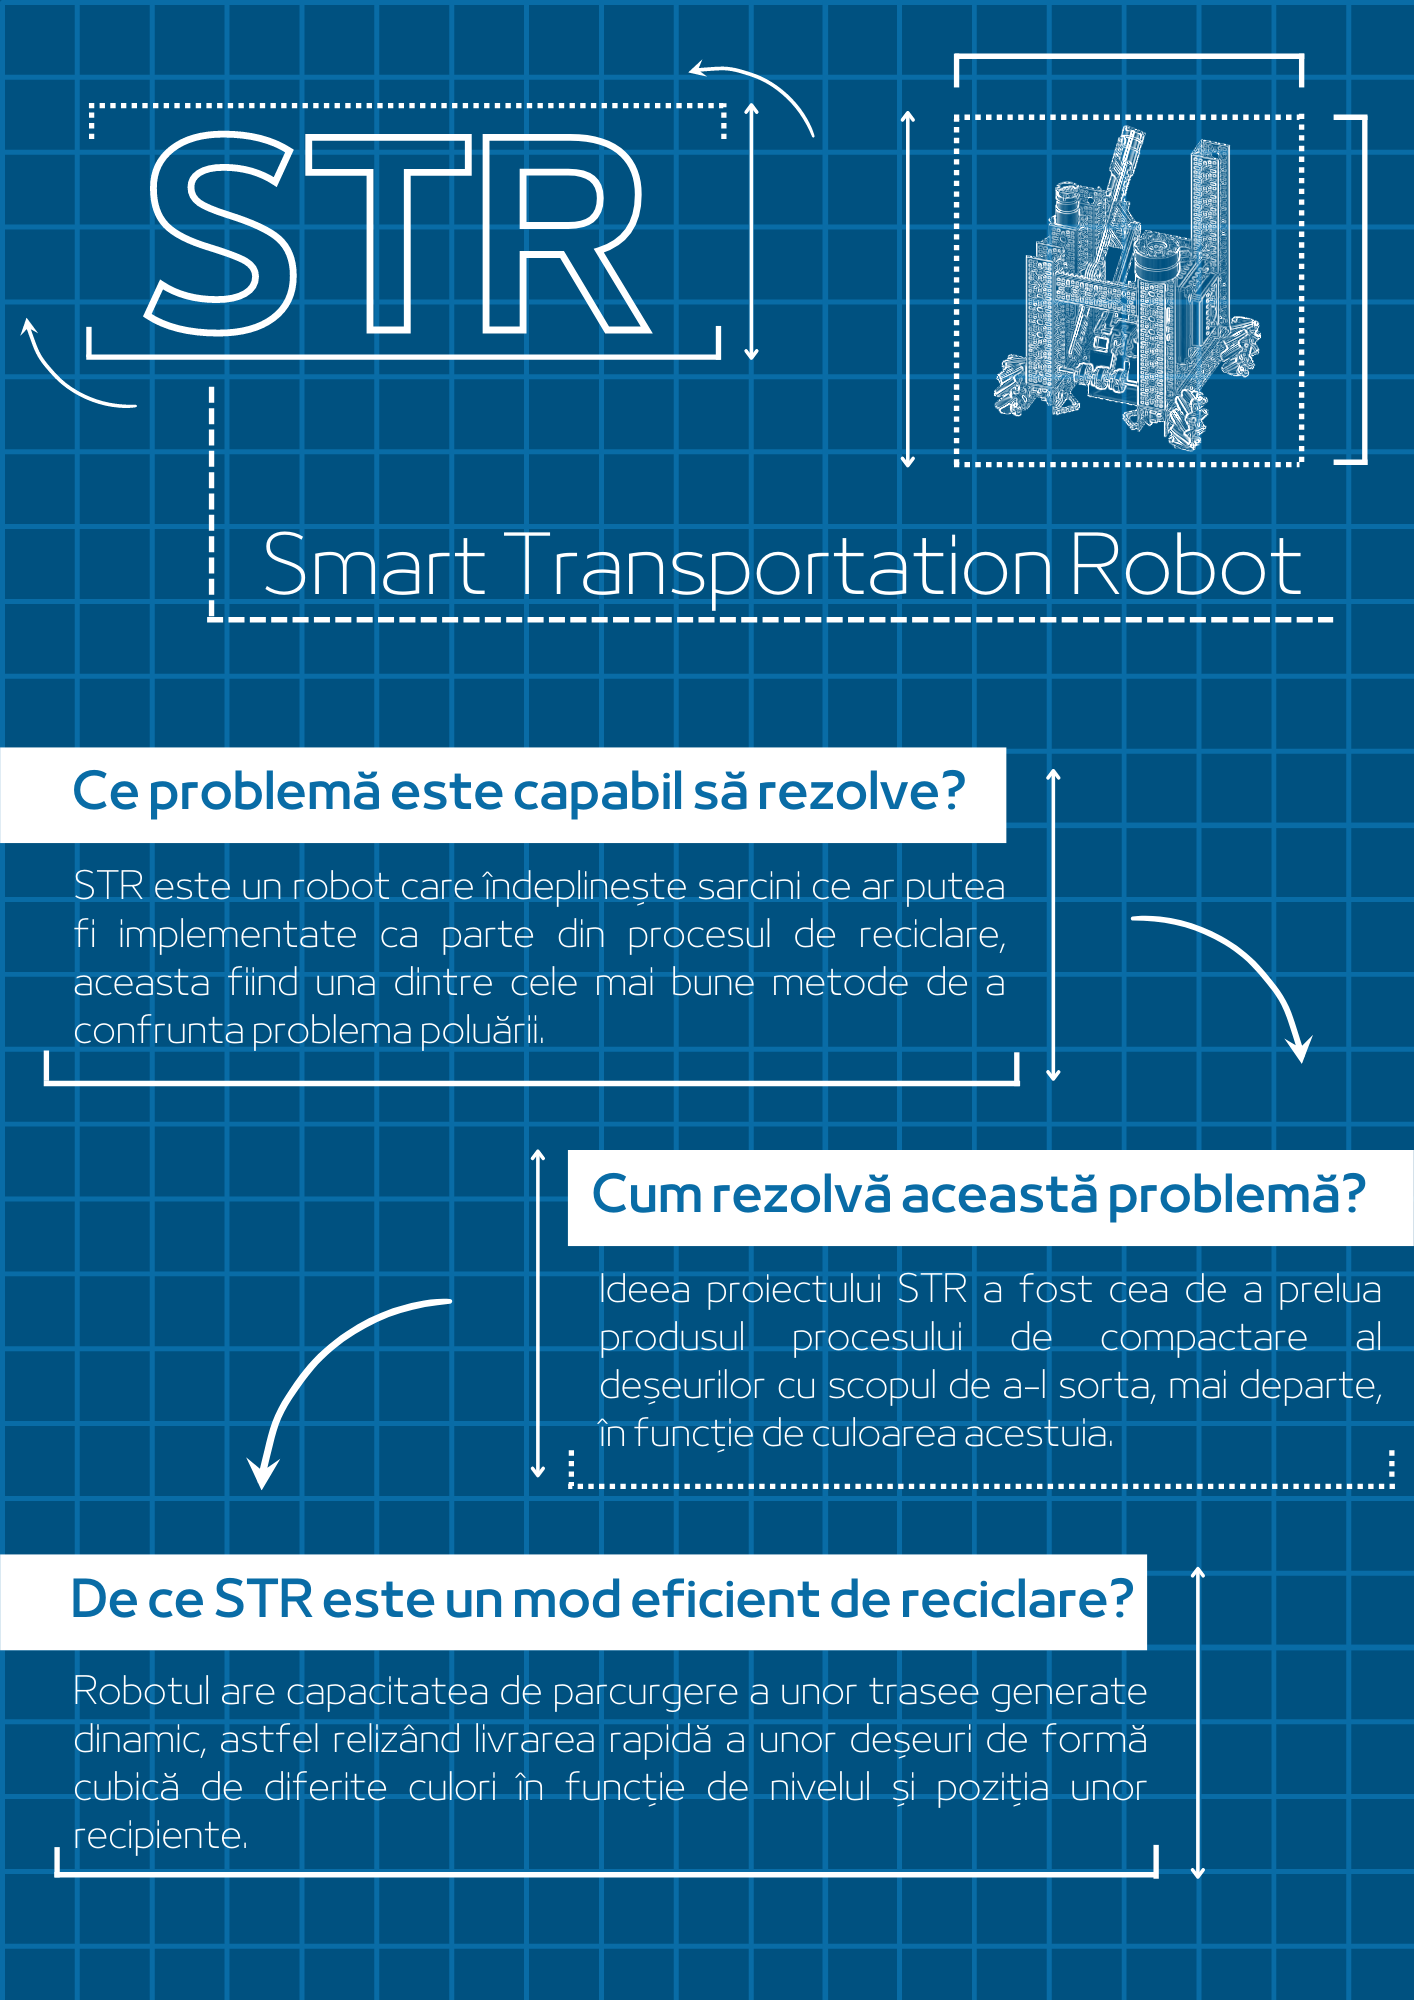 STR
Smart Transportation Robot
Ce problemă este capabil să rezolve?
STR este un robot care îndeplinește sarcini ce ar putea
fi implementate ca parte din procesul de reciclare,
aceasta fiind una dintre cele mai bune metode de a
confrunta problema poluării.
Cum rezolvă această problemă?
Ideea proiectului STR a fost cea de a prelua
produsul procesului de compactare al
deșeurilor cu scopul de a-l sorta, mai departe,
în funcție de culoarea acestuia.
De ce STR este un mod eficient de reciclare?
Robotul are capacitatea de parcurgere a unor trasee generate
dinamic, astfel relizând livrarea rapidă a unor deșeuri de formă
cubică de diferite culori în funcție de nivelul și poziția unor
recipiente.